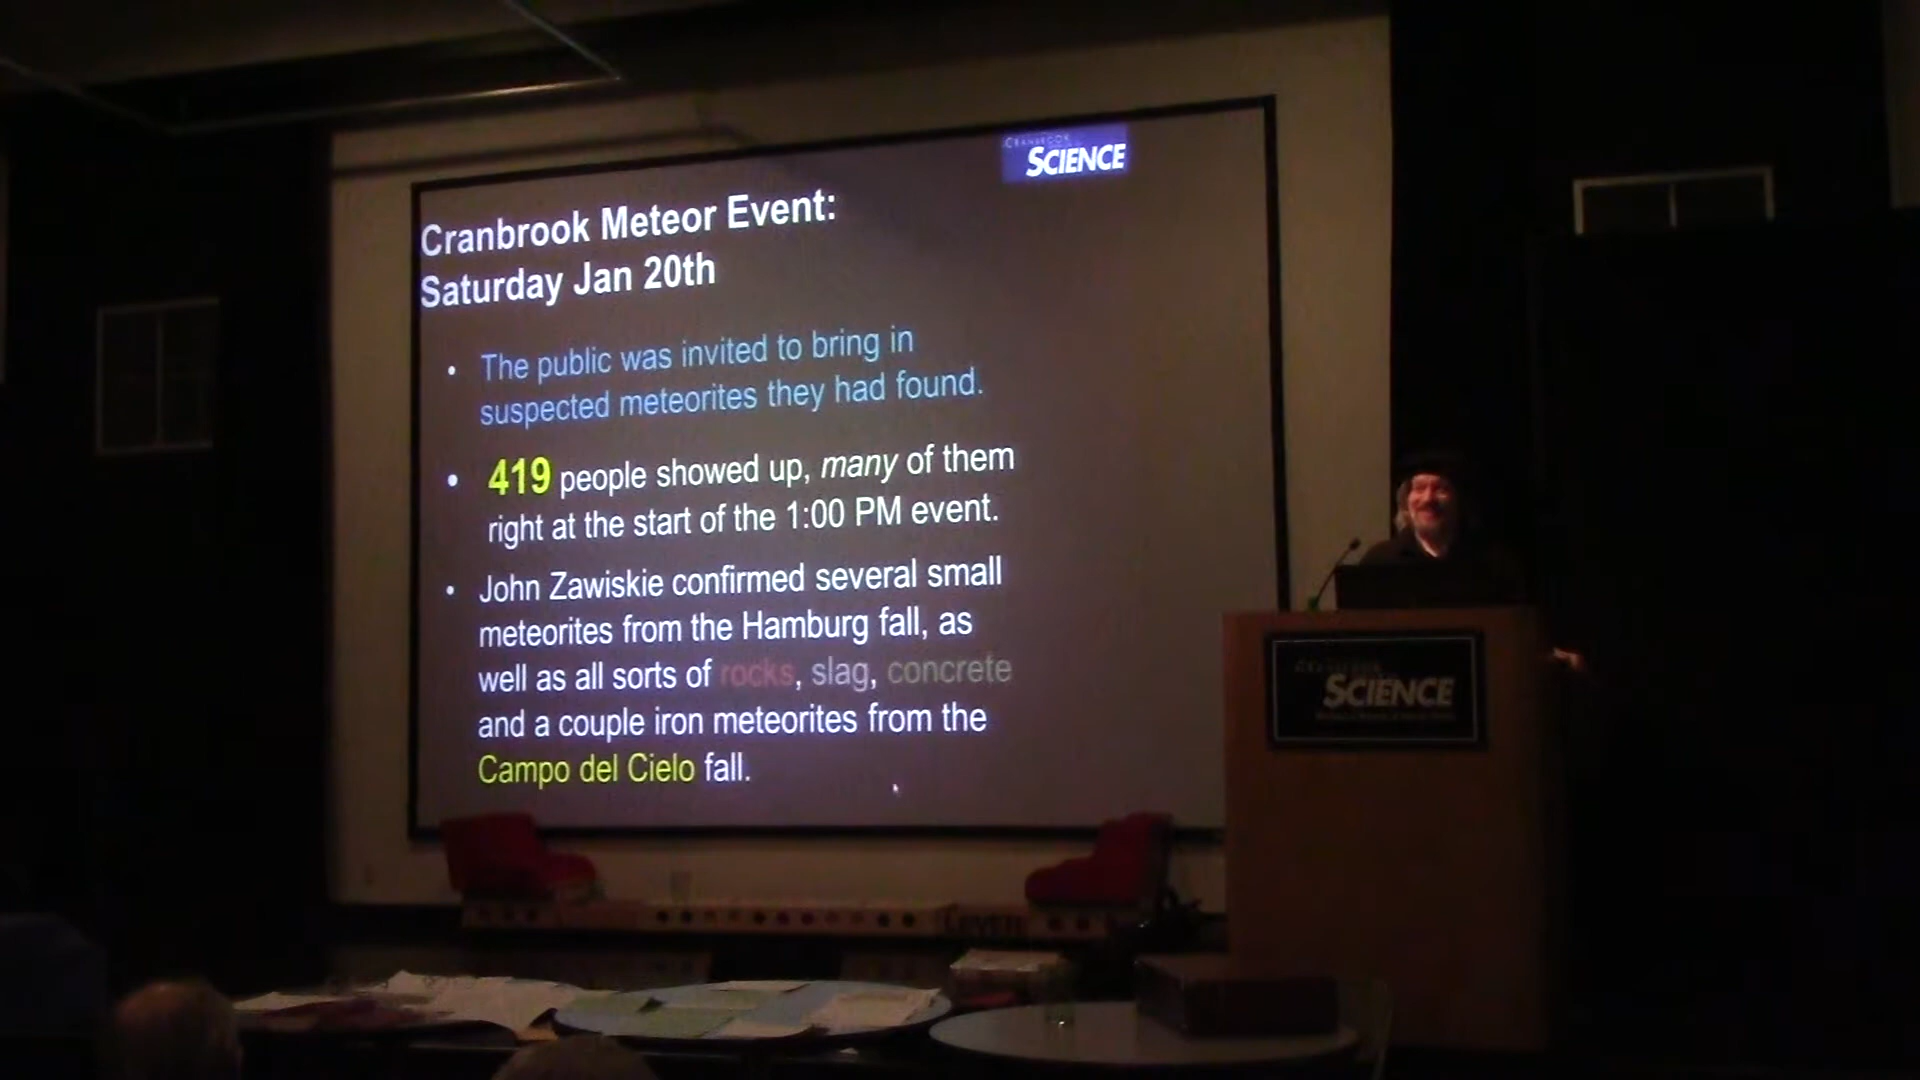 CRANBROOK
SCIENCE
Cranbrook Meteor Event:
Saturday Jan 20th
• The public was invited to bring in
suspected meteorites they had found.
• 419 people showed up, many of them
right at the start of the 1:00 PM event.
• John Zawiskie confirmed several small
meteorites from the Hamburg fall, as
well as all sorts of rocks, slag, concrete
and a couple iron meteorites from the
Campo del Cielo fall.
CRANBROOK
SCIENCE